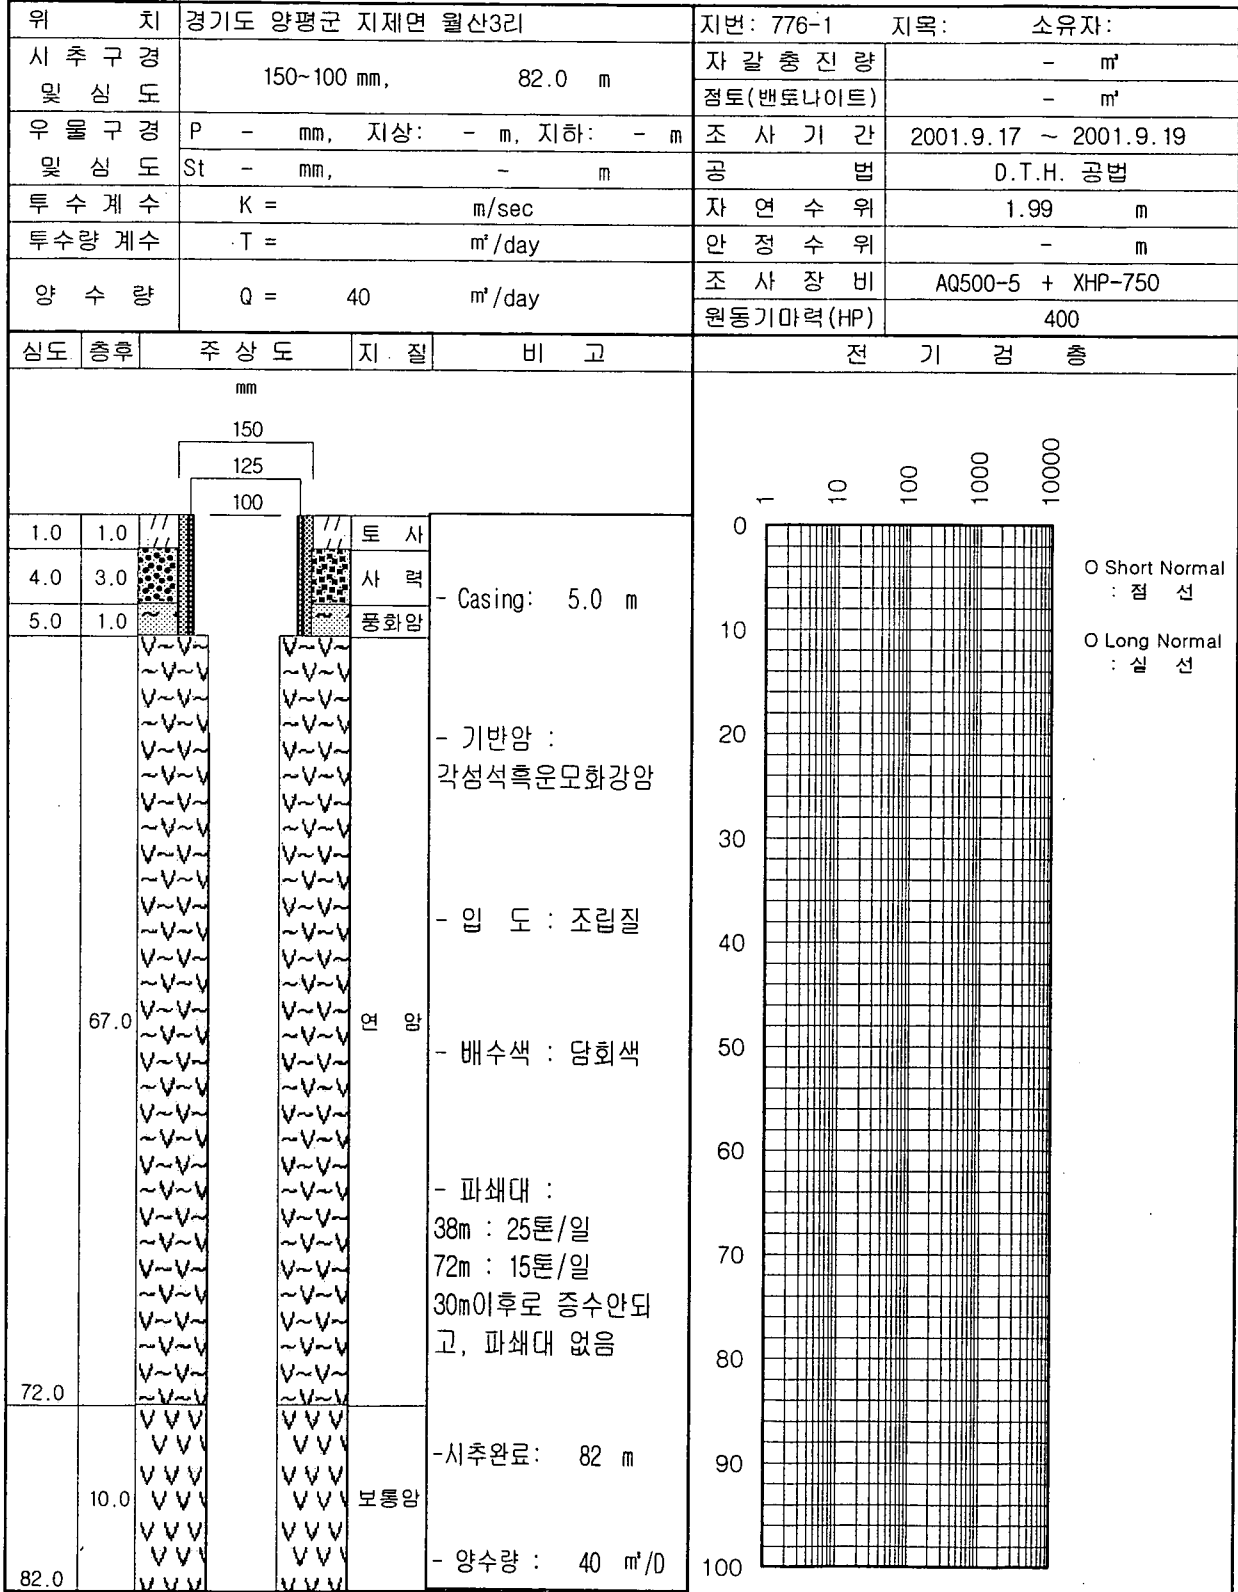 위 치 경기도 양평군 지제면 월산3리 지번: 776-1 지목: 소유자:
시 추 구 경 및 심 도 150~100 mm, 82.0 m
자 갈 충 진 량 - ㎥
점토(벤토나이트) - ㎥
우 물 구 경 및 심 도 P - mm, 지상: - m, 지하: - m
St - mm, ~ m
조 사 기 간 2001.9.17 ~ 2001.9.19
공 법 D.T.H. 공법
투 수 계 수 K = m/sec
자 연 수 위 1.99 m
투수량 계수 T = ㎡/day
안 정 수 위 - m
양 수 량 Q = 40 ㎥/day
조 사 장 비 AQ500-5 + XHP-750
원동기마력(HP) 400
심도 층후 주 상 도 지 질 비 고 전 기 검 층
mm
150
125
100
1.0 1.0 토 사
4.0 3.0 사 력
5.0 1.0 풍화암
67.0 연 암
72.0
10.0 보통암
82.0
- Casing: 5.0 m
- 기반암 :
각섬석흑운모화강암
- 입 도 : 조립질
- 배수색 : 담회색
- 파쇄대 :
38m : 25톤/일
72m : 15톤/일
30m이후로 증수안되
고, 파쇄대 없음
-시추완료: 82 m
- 양수량 : 40 ㎥/D
1 10 100 1000 10000
0
10
20
30
40
50
60
70
80
90
100
O Short Normal
: 점 선
O Long Normal
: 실 선